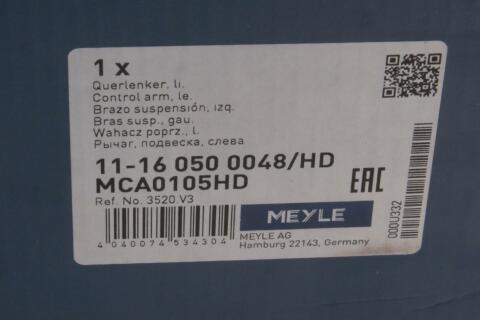 1 x
Querlenker, li.
Control arm, le.
Brazo suspensión, izq.
Bras susp., gau.
Wahacz poprz., l.
Рычаг, подвеска, слева
11-16 050 0048/HD
MCA0105HD
Ref. No. 3520.V3
EAC
MEYLE
4 040074 534304
MEYLE AG
Hamburg 22143, Germany
000U332